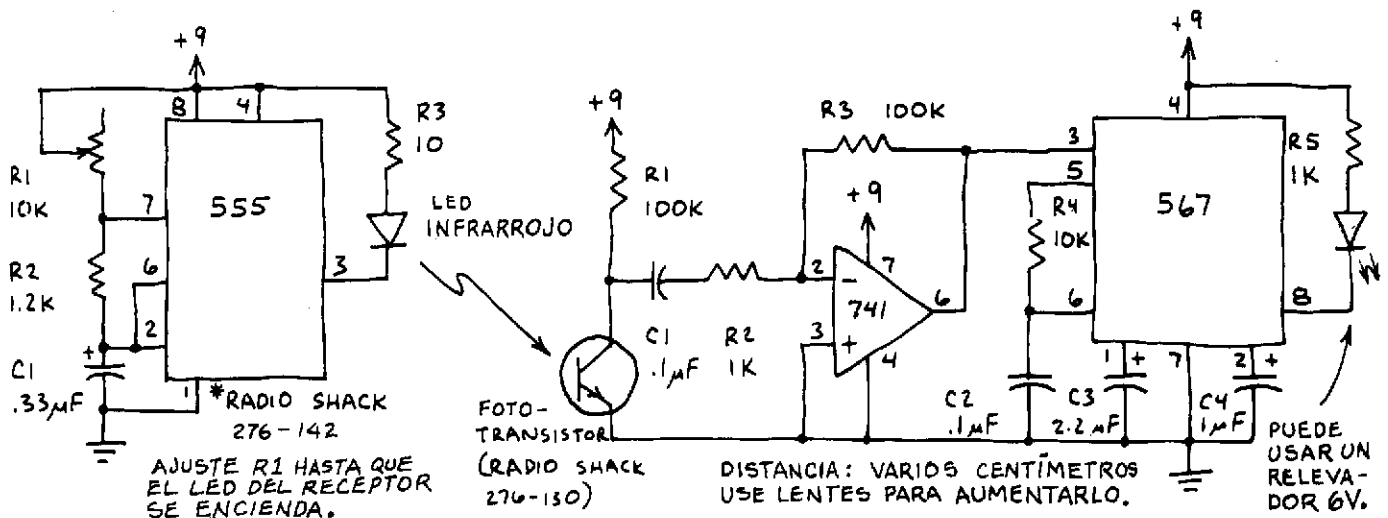 +9
8
4
R3
10
R1
10K
7
555
LED
INFRARROJO
R2
1.2K
6
3
2
+
C1
.33µF
1
*RADIO SHACK
276-142
AJUSTE R1 HASTA QUE
EL LED DEL RECEPTOR
SE ENCIENDA.
+9
R1
100K
R3 100K
+9
C1
.1µF
R2
1K
2
-
7
741
6
3
+
4
FOTO-
TRANSISTOR
(RADIO SHACK
276-130)
DISTANCIA: VARIOS CENTÍMETROS
USE LENTES PARA AUMENTARLO.
+9
4
3
5
R5
1K
R4
10K
567
6
8
1
+
7
2
+
C2
.1µF
C3
2.2µF
C4
1µF
PUEDE
USAR UN
RELEVA-
DOR 6V.